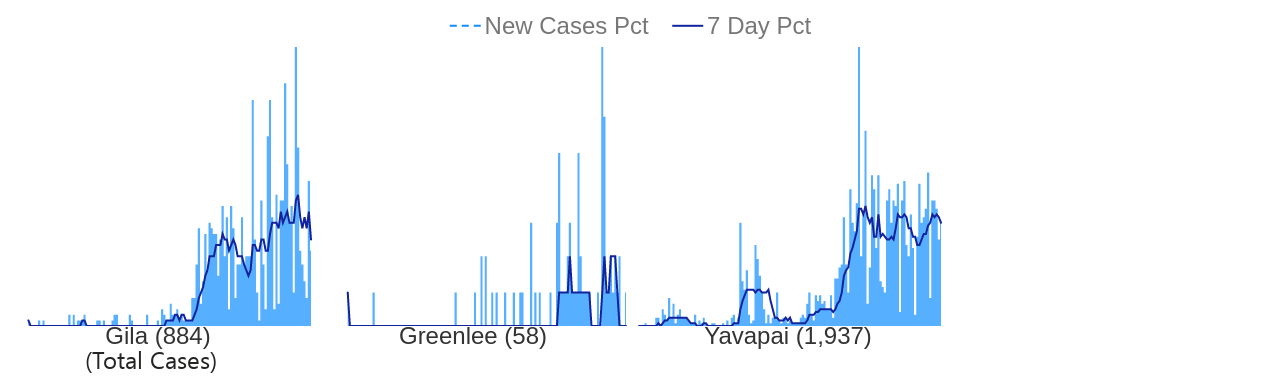 New Cases Pct 7 Day Pct
Gila (884) Greenlee (58) Yavapai (1,937)
(Total Cases)